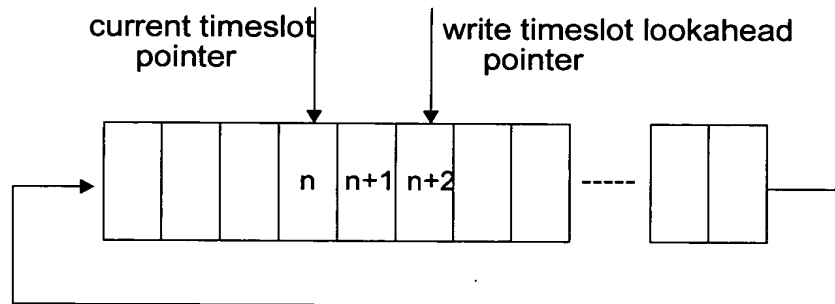 current timeslot
pointer
write timeslot lookahead
pointer
n
n+1
n+2